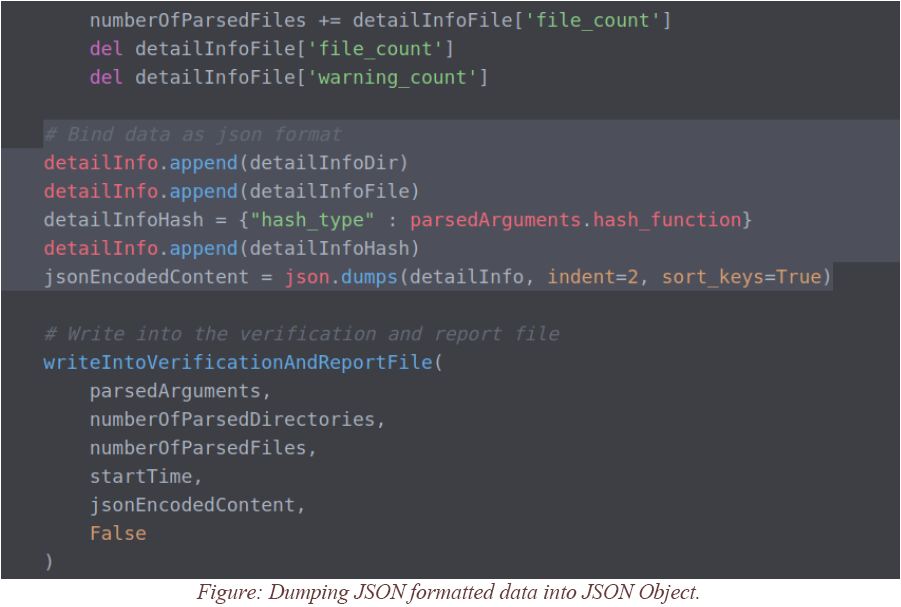 numberOfParsedFiles += detailInfoFile['file_count']
del detailInfoFile['file_count']
del detailInfoFile['warning_count']
# Bind data as json format
detailInfo.append(detailInfoDir)
detailInfo.append(detailInfoFile)
detailInfoHash = {"hash_type" : parsedArguments.hash_function}
detailInfo.append(detailInfoHash)
jsonEncodedContent = json.dumps(detailInfo, indent=2, sort_keys=True)
# Write into the verification and report file
writeIntoVerificationAndReportFile(
parsedArguments,
numberOfParsedDirectories,
numberOfParsedFiles,
startTime,
jsonEncodedContent,
False
)
Figure: Dumping JSON formatted data into JSON Object.